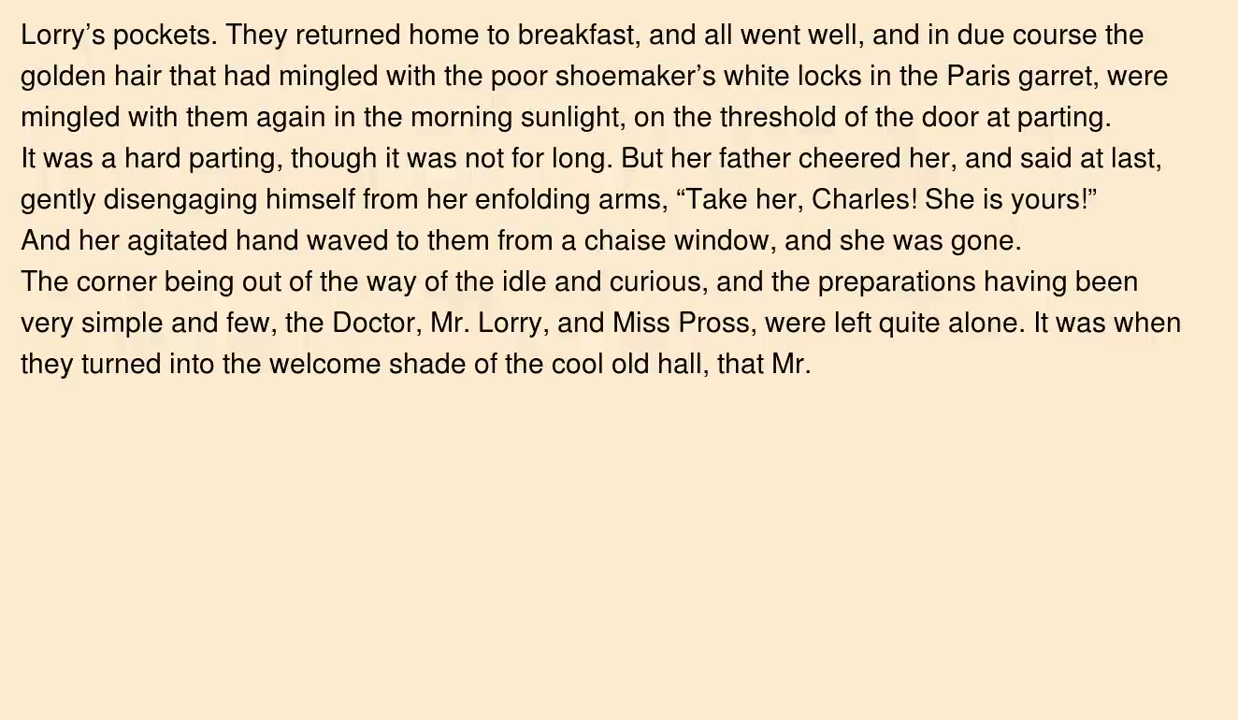 Lorry’s pockets. They returned home to breakfast, and all went well, and in due course the
golden hair that had mingled with the poor shoemaker’s white locks in the Paris garret, were
mingled with them again in the morning sunlight, on the threshold of the door at parting.
It was a hard parting, though it was not for long. But her father cheered her, and said at last,
gently disengaging himself from her enfolding arms, “Take her, Charles! She is yours!”
And her agitated hand waved to them from a chaise window, and she was gone.
The corner being out of the way of the idle and curious, and the preparations having been
very simple and few, the Doctor, Mr. Lorry, and Miss Pross, were left quite alone. It was when
they turned into the welcome shade of the cool old hall, that Mr.